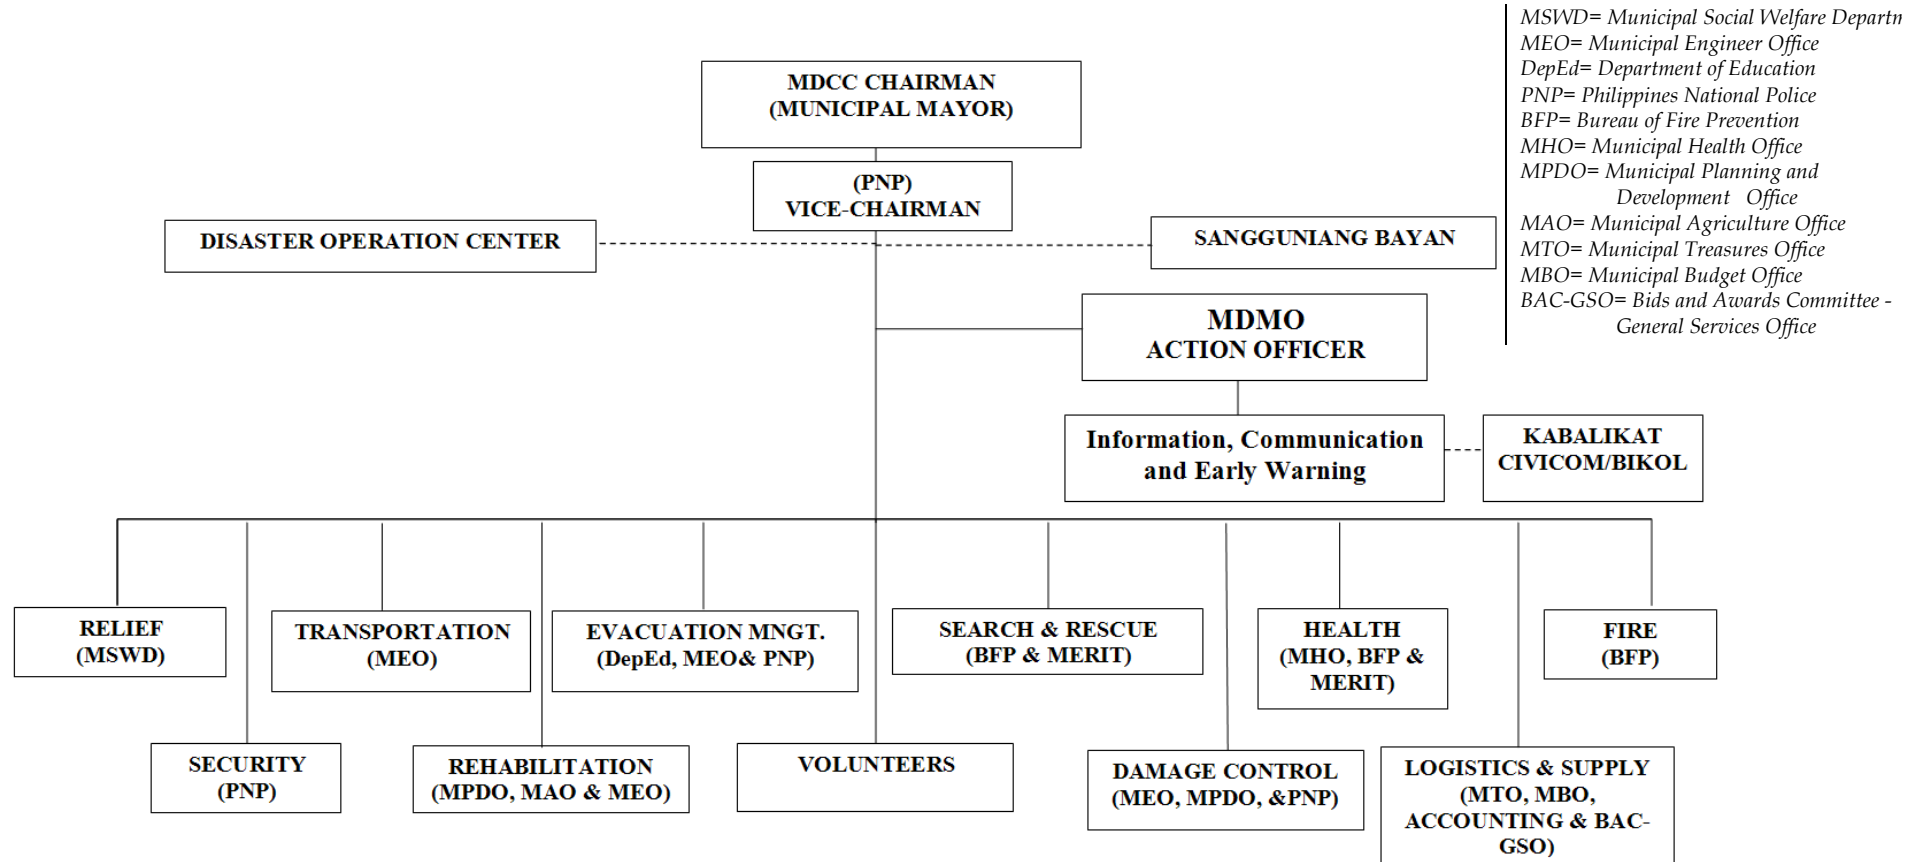 MSWD= Municipal Social Welfare
MEO= Municipal Engineer Office
DepEd= Department of Education
PNP= Philippines National Police
BFP= Bureau of Fire Prevention
MHO= Municipal Health Office
MPDO= Municipal Planning and
Development Office
MAO= Municipal Agriculture Office
MTO= Municipal Treasures Office
MBO= Municipal Budget Office
BAC-GSO= Bids and Awards Committee -
General Services Office
MDCC CHAIRMAN
(MUNICIPAL MAYOR)
(PNP)
VICE-CHAIRMAN
DISASTER OPERATION CENTER
SANGGUNIANG BAYAN
MDMO
ACTION OFFICER
Information, Communication
and Early Warning
KABALIKAT
CIVICOM/BIKOL
RELIEF
(MSWD)
TRANSPORTATION
(MEO)
EVACUATION MNGT.
(DepEd, MEO& PNP)
SEARCH & RESCUE
(BFP & MERIT)
HEALTH
(MHO, BFP &
MERIT)
FIRE
(BFP)
SECURITY
(PNP)
REHABILITATION
(MPDO, MAO & MEO)
VOLUNTEERS
DAMAGE CONTROL
(MEO, MPDO, &PNP)
LOGISTICS & SUPPLY
(MTO, MBO,
ACCOUNTING & BAC-
GSO)